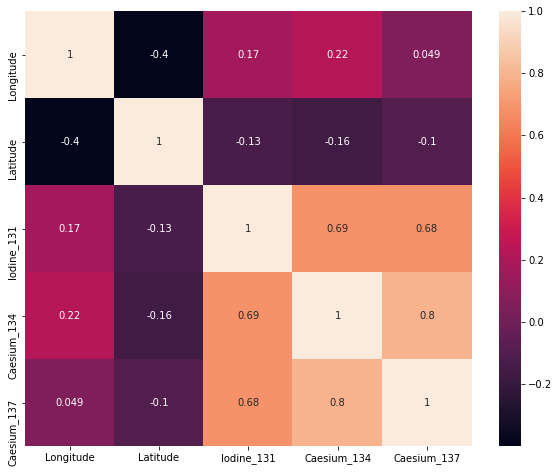 1.0
Longitude 1 -0.4 0.17 0.22 0.049
0.8
Latitude -0.4 1 -0.13 -0.16 -0.1
0.6
0.4
Iodine_131 0.17 -0.13 1 0.69 0.68
0.2
Caesium_134 0.22 -0.16 0.69 1 0.8
0.0
Caesium_137 0.049 -0.1 0.68 0.8 1
-0.2
Longitude Latitude Iodine_131 Caesium_134 Caesium_137